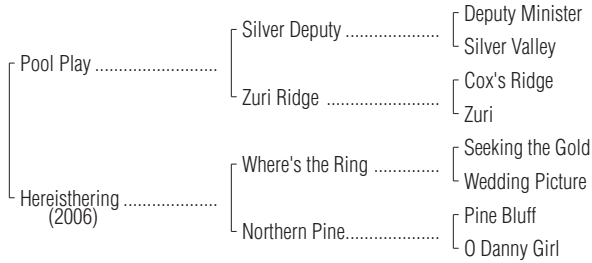 Deputy Minister
Silver Deputy ....................
Silver Valley
Pool Play ..........................
Cox's Ridge
Zuri Ridge ........................
Zuri
Seeking the Gold
Where's the Ring ..............
Wedding Picture
Hereisthering ....................
(2006)
Pine Bluff
Northern Pine....................
O Danny Girl